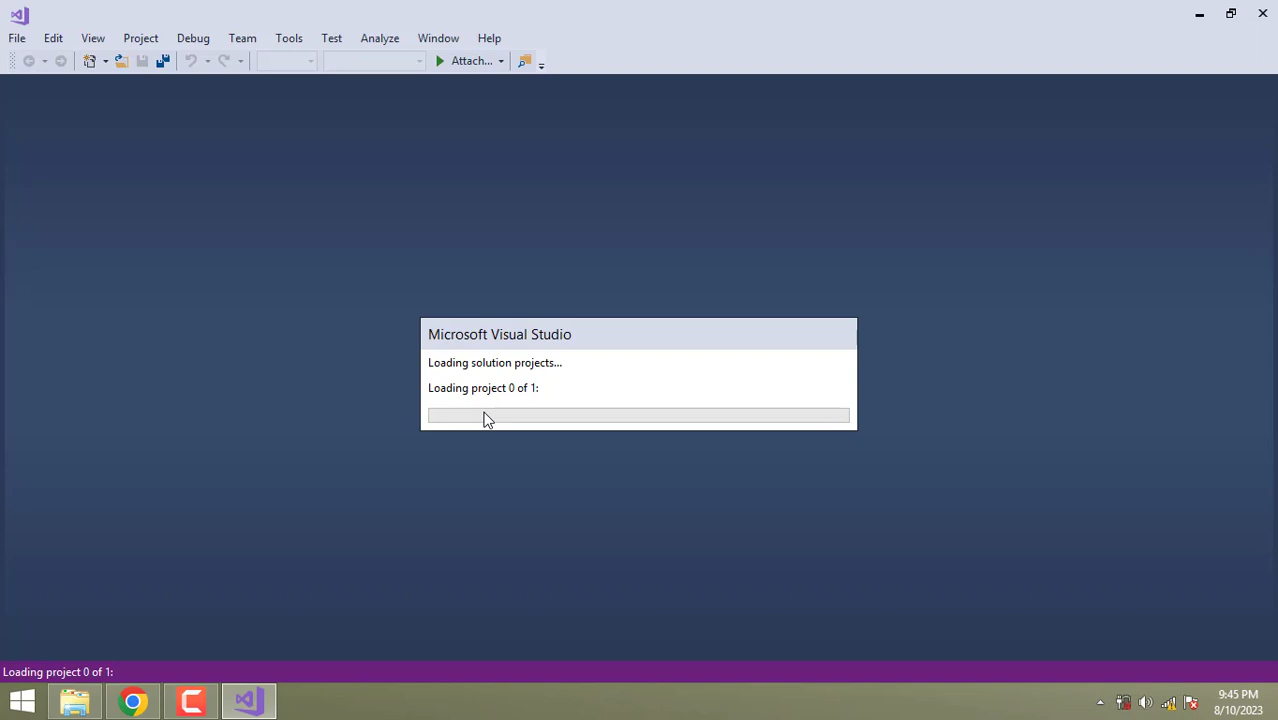 File Edit View Project Debug Team Tools Test Analyze Window Help
Attach...
Microsoft Visual Studio
Loading solution projects...
Loading project 0 of 1:
Loading project 0 of 1:
9:45 PM
8/10/2023